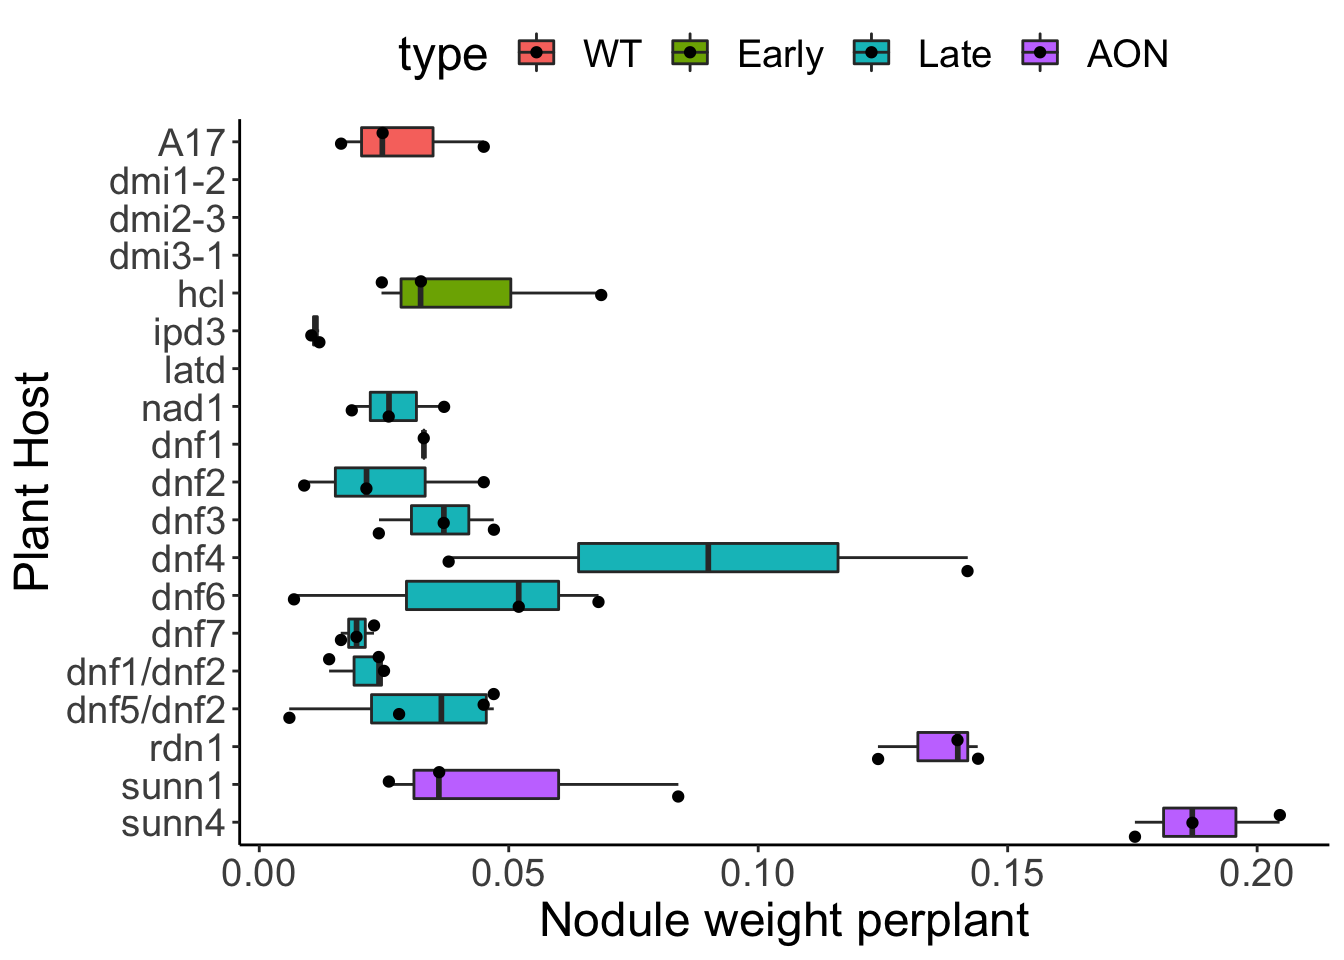 type WT Early Late AON
Plant Host
A17
dmi1-2
dmi2-3
dmi3-1
hcl
ipd3
latd
nad1
dnf1
dnf2
dnf3
dnf4
dnf6
dnf7
dnf1/dnf2
dnf5/dnf2
rdn1
sunn1
sunn4
0.00 0.05 0.10 0.15 0.20
Nodule weight perplant